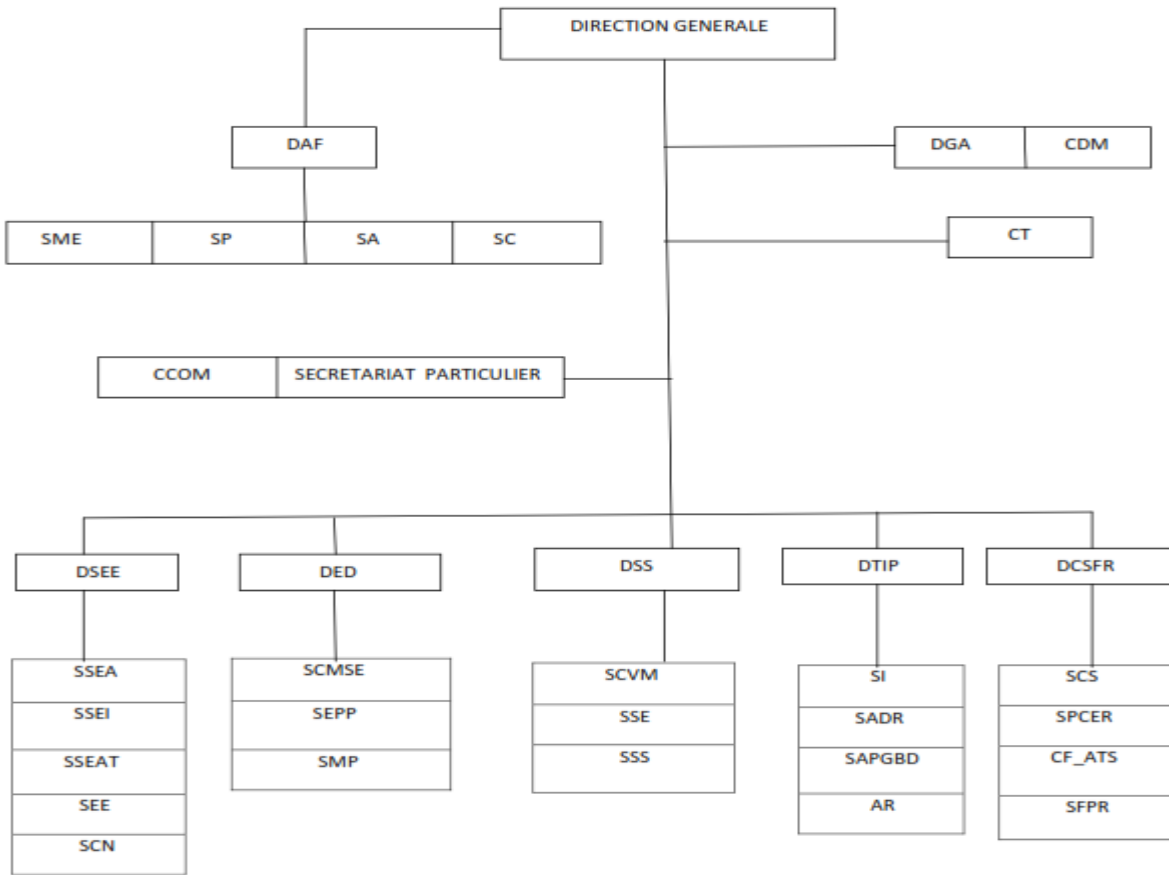 DIRECTION GENERALE
DAF
DGA CDM
SME SP SA SC
CT
CCOM SECRETARIAT PARTICULIER
DSEE DED DSS DTIP DCSFR
SSEA
SSEI
SSEAT
SEE
SCN
SCMSE
SEPP
SMP
SCVM
SSE
SSS
SI
SADR
SAPGBD
AR
SCS
SPCER
CF_ATS
SFPR